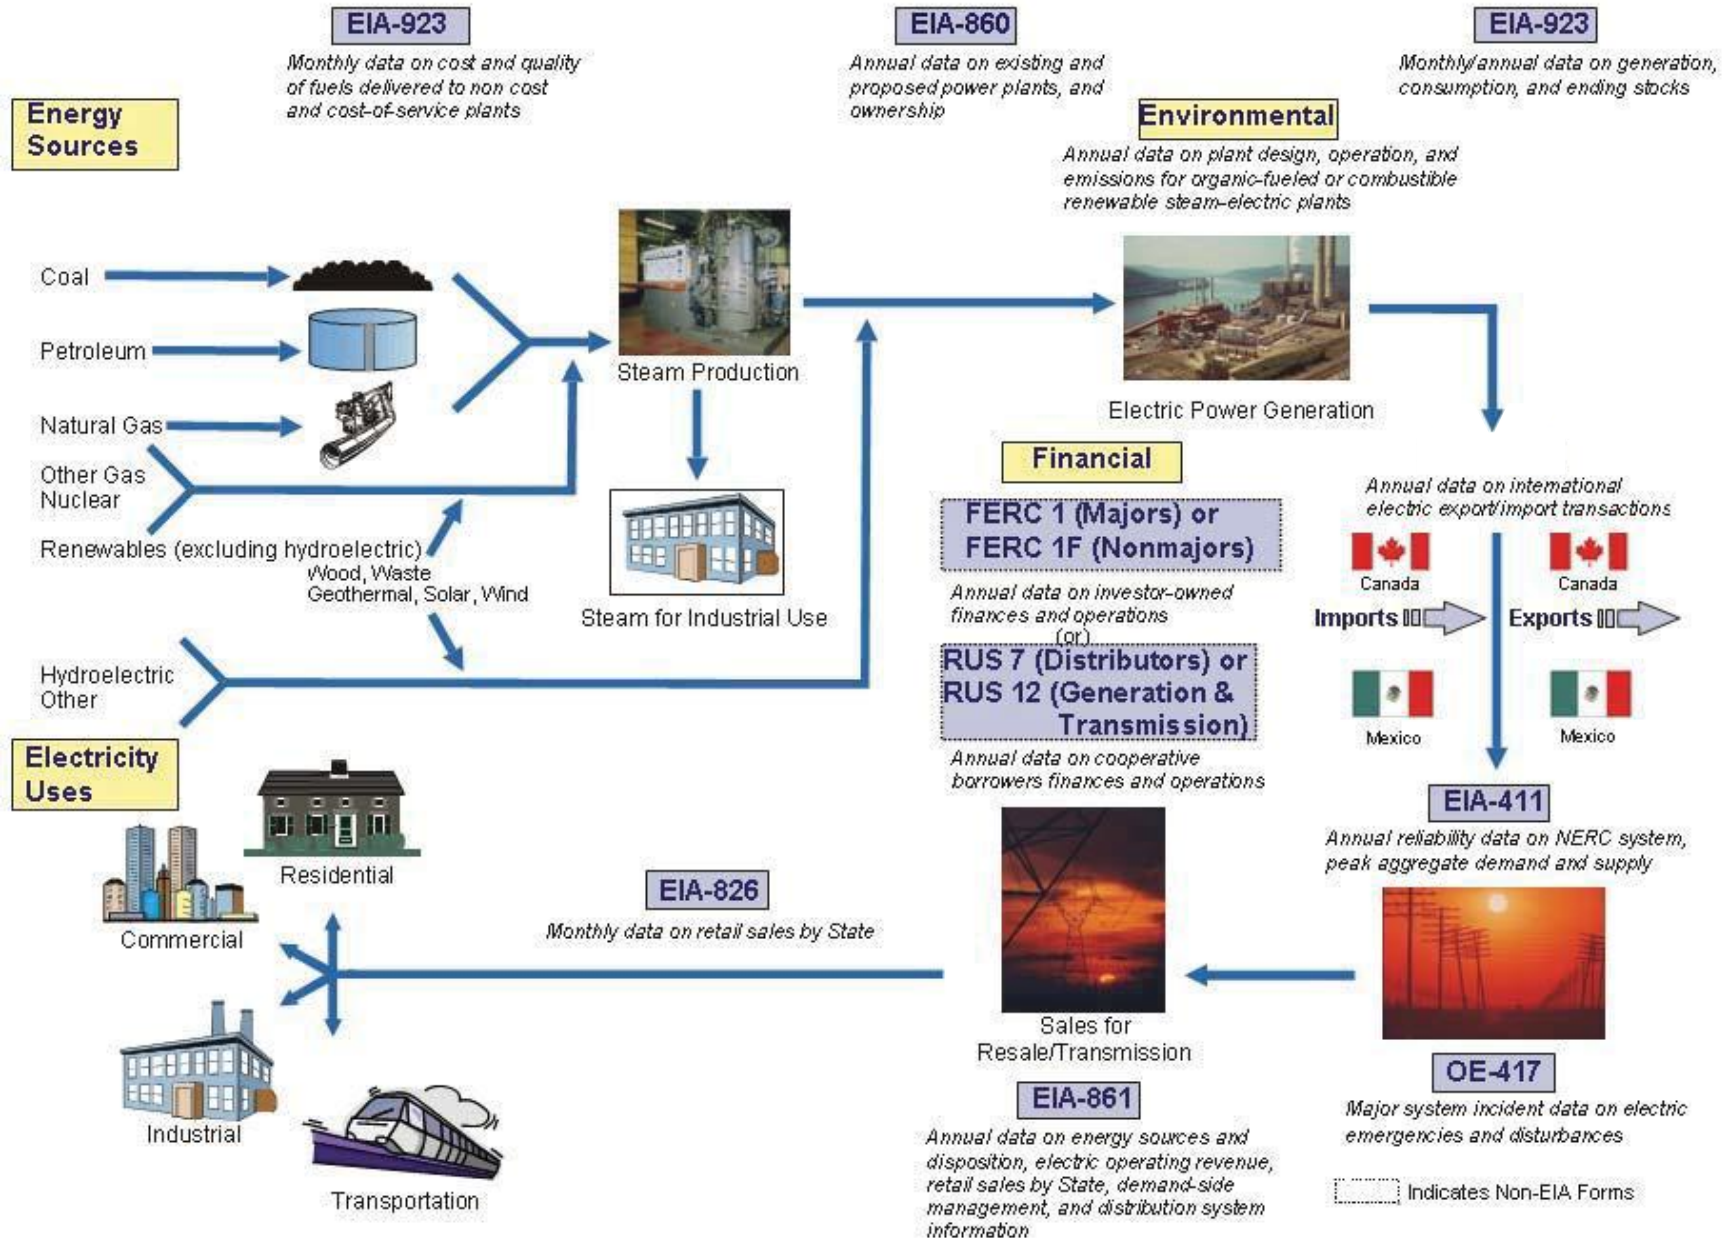 EIA-923
Monthly data on cost and quality
of fuels delivered to non cost
and cost-of-service plants
EIA-860
Annual data on existing and
proposed power plants, and
ownership
EIA-923
Monthly/annual data on generation,
consumption, and ending stocks
Energy
Sources
Environmental
Annual data on plant design, operation, and
emissions for organic-fueled or combustible
renewable steam-electric plants
Coal
Petroleum
Natural Gas
Other Gas
Nuclear
Renewables (excluding hydroelectric)
Wood, Waste
Geothermal, Solar, Wind
Hydroelectric
Other
Steam Production
Steam for Industrial Use
Electric Power Generation
Financial
FERC 1 (Majors) or
FERC 1F (Nonmajors)
Annual data on investor-owned
finances and operations
(or)
RUS 7 (Distributors) or
RUS 12 (Generation &
Transmission)
Annual data on cooperative
borrowers finances and operations
Annual data on international
electric export/import transactions
Canada
Canada
Imports
Exports
Mexico
Mexico
EIA-411
Annual reliability data on NERC system,
peak aggregate demand and supply
OE-417
Major system incident data on electric
emergencies and disturbances
Indicates Non-EIA Forms
Sales for
Resale/Transmission
EIA-861
Annual data on energy sources and
disposition, electric operating revenue,
retail sales by State, demand-side
management, and distribution system
information
EIA-826
Monthly data on retail sales by State
Electricity
Uses
Residential
Commercial
Industrial
Transportation